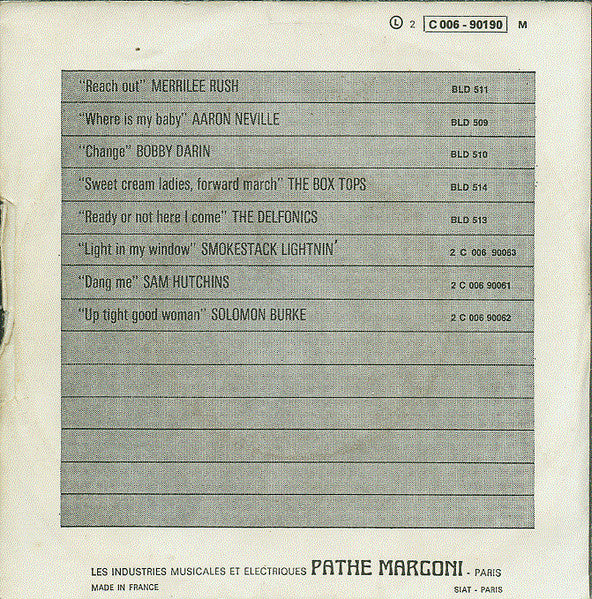 Ⓛ 2 C 006 - 90190 M
"Reach out" MERRILEE RUSH BLD 511
"Where is my baby" AARON NEVILLE BLD 509
"Change" BOBBY DARIN BLD 510
"Sweet cream ladies, forward march" THE BOX TOPS BLD 514
"Ready or not here I come" THE DELFONICS BLD 513
"Light in my window" SMOKESTACK LIGHTNIN' 2 C 006 90063
"Dang me" SAM HUTCHINS 2 C 006 90061
"Up tight good woman" SOLOMON BURKE 2 C 006 90062
LES INDUSTRIES MUSICALES ET ELECTRIQUES PATHE MARCONI - PARIS
MADE IN FRANCE SIAT - PARIS